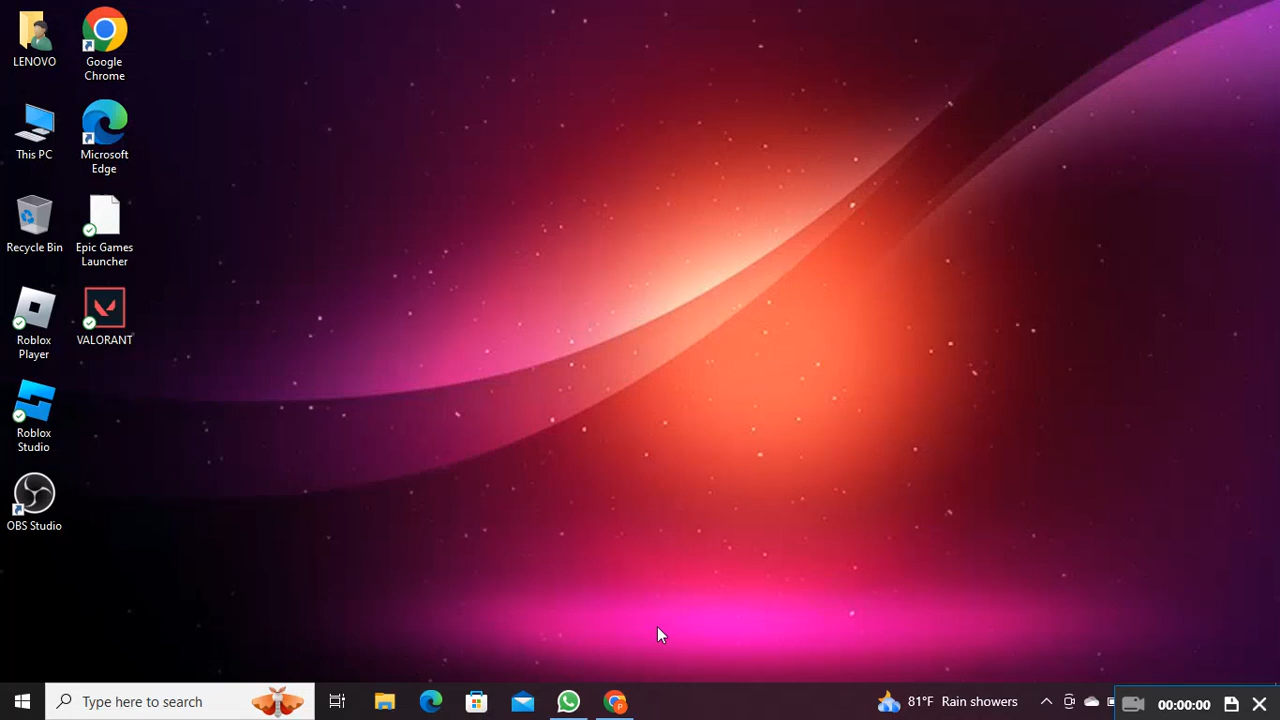 LENOVO
Google
Chrome
This PC
Microsoft
Edge
Recycle Bin
Epic Games
Launcher
Roblox
Player
VALORANT
Roblox
Studio
OBS Studio
Type here to search
P
81°F Rain showers
00:00:00